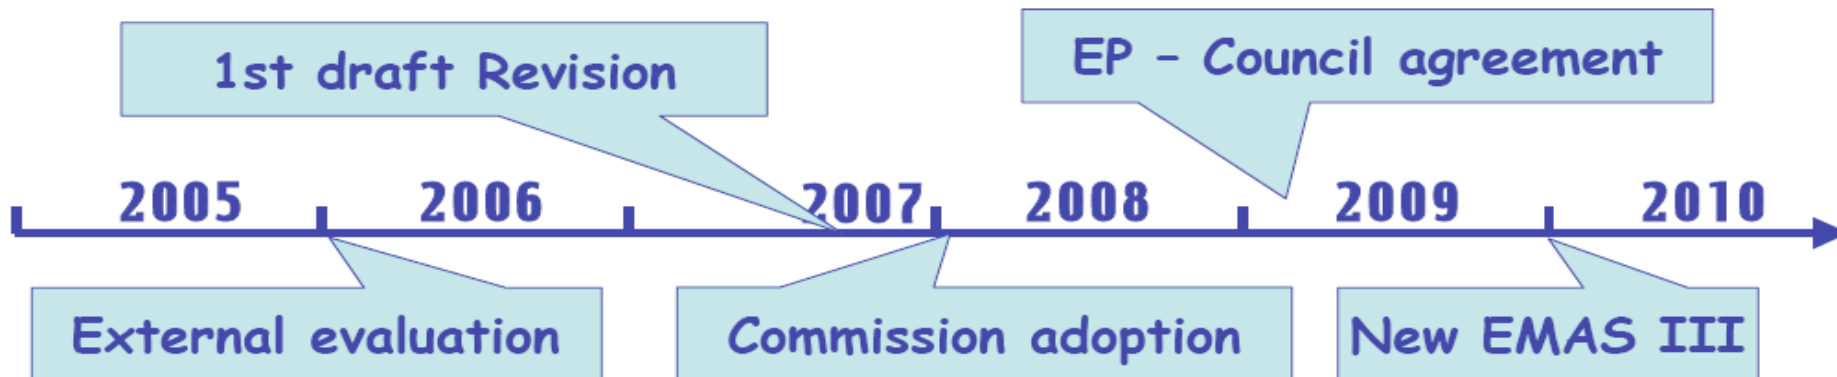 1st draft Revision
EP – Council agreement
2005 2006 2007 2008 2009 2010
External evaluation
Commission adoption
New EMAS III